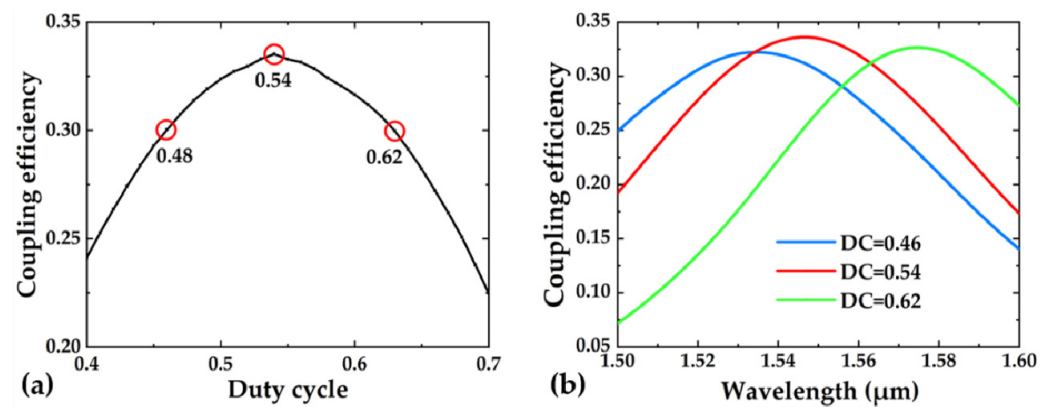 0.35
0.30
0.25
0.20
Coupling efficiency
0.54
0.48
0.62
0.4 0.5 0.6 0.7
Duty cycle
(a)
0.35
0.30
0.25
0.20
0.15
0.10
0.05
Coupling efficiency
DC=0.46
DC=0.54
DC=0.62
1.50 1.52 1.54 1.56 1.58 1.60
Wavelength (μm)
(b)